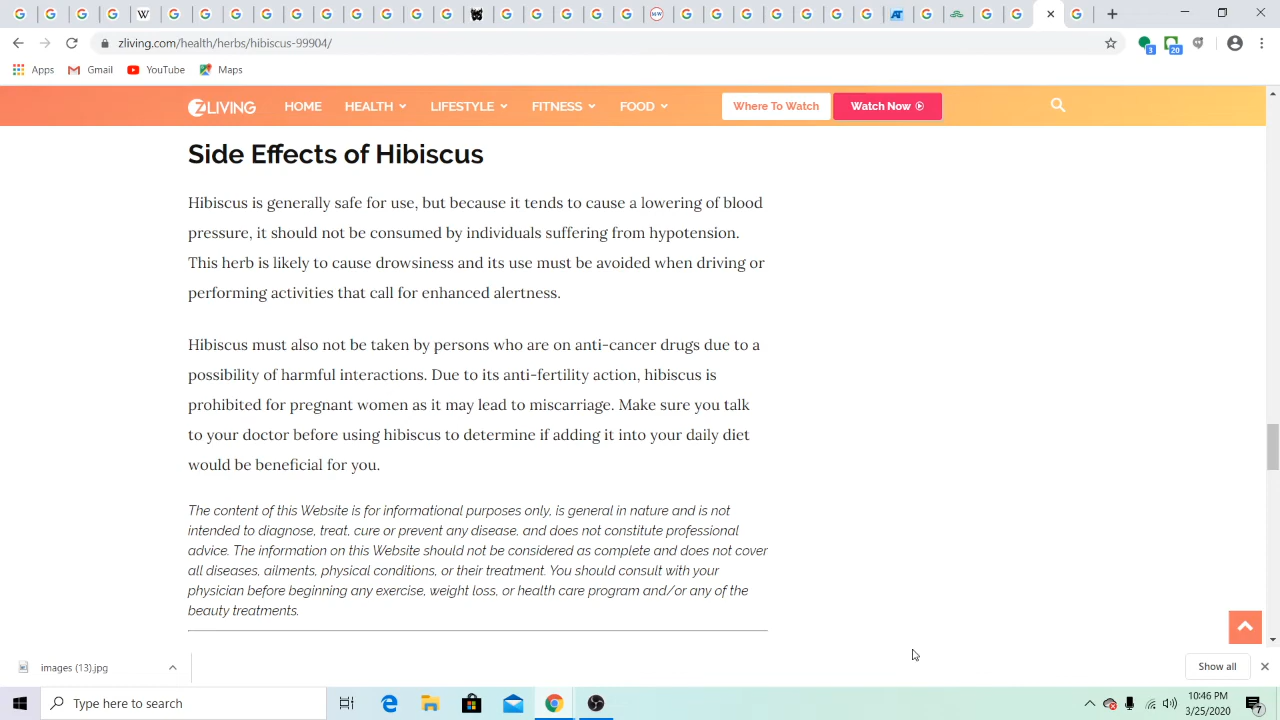 zliving.com/health/herbs/hibiscus-99904/
3
20
Apps
Gmail
YouTube
Maps
ZLIVING
HOME
HEALTH
LIFESTYLE
FITNESS
FOOD
Where To Watch
Watch Now
Side Effects of Hibiscus
Hibiscus is generally safe for use, but because it tends to cause a lowering of blood
pressure, it should not be consumed by individuals suffering from hypotension.
This herb is likely to cause drowsiness and its use must be avoided when driving or
performing activities that call for enhanced alertness.
Hibiscus must also not be taken by persons who are on anti-cancer drugs due to a
possibility of harmful interactions. Due to its anti-fertility action, hibiscus is
prohibited for pregnant women as it may lead to miscarriage. Make sure you talk
to your doctor before using hibiscus to determine if adding it into your daily diet
would be beneficial for you.
The content of this Website is for informational purposes only, is general in nature and is not
intended to diagnose, treat, cure or prevent any disease, and does not constitute professional
advice. The information on this Website should not be considered as complete and does not cover
all diseases, ailments, physical conditions, or their treatment. You should consult with your
physician before beginning any exercise, weight loss, or health care program and/or any of the
beauty treatments.
images (13).jpg
Show all
Type here to search
10:46 PM
3/25/2020
7